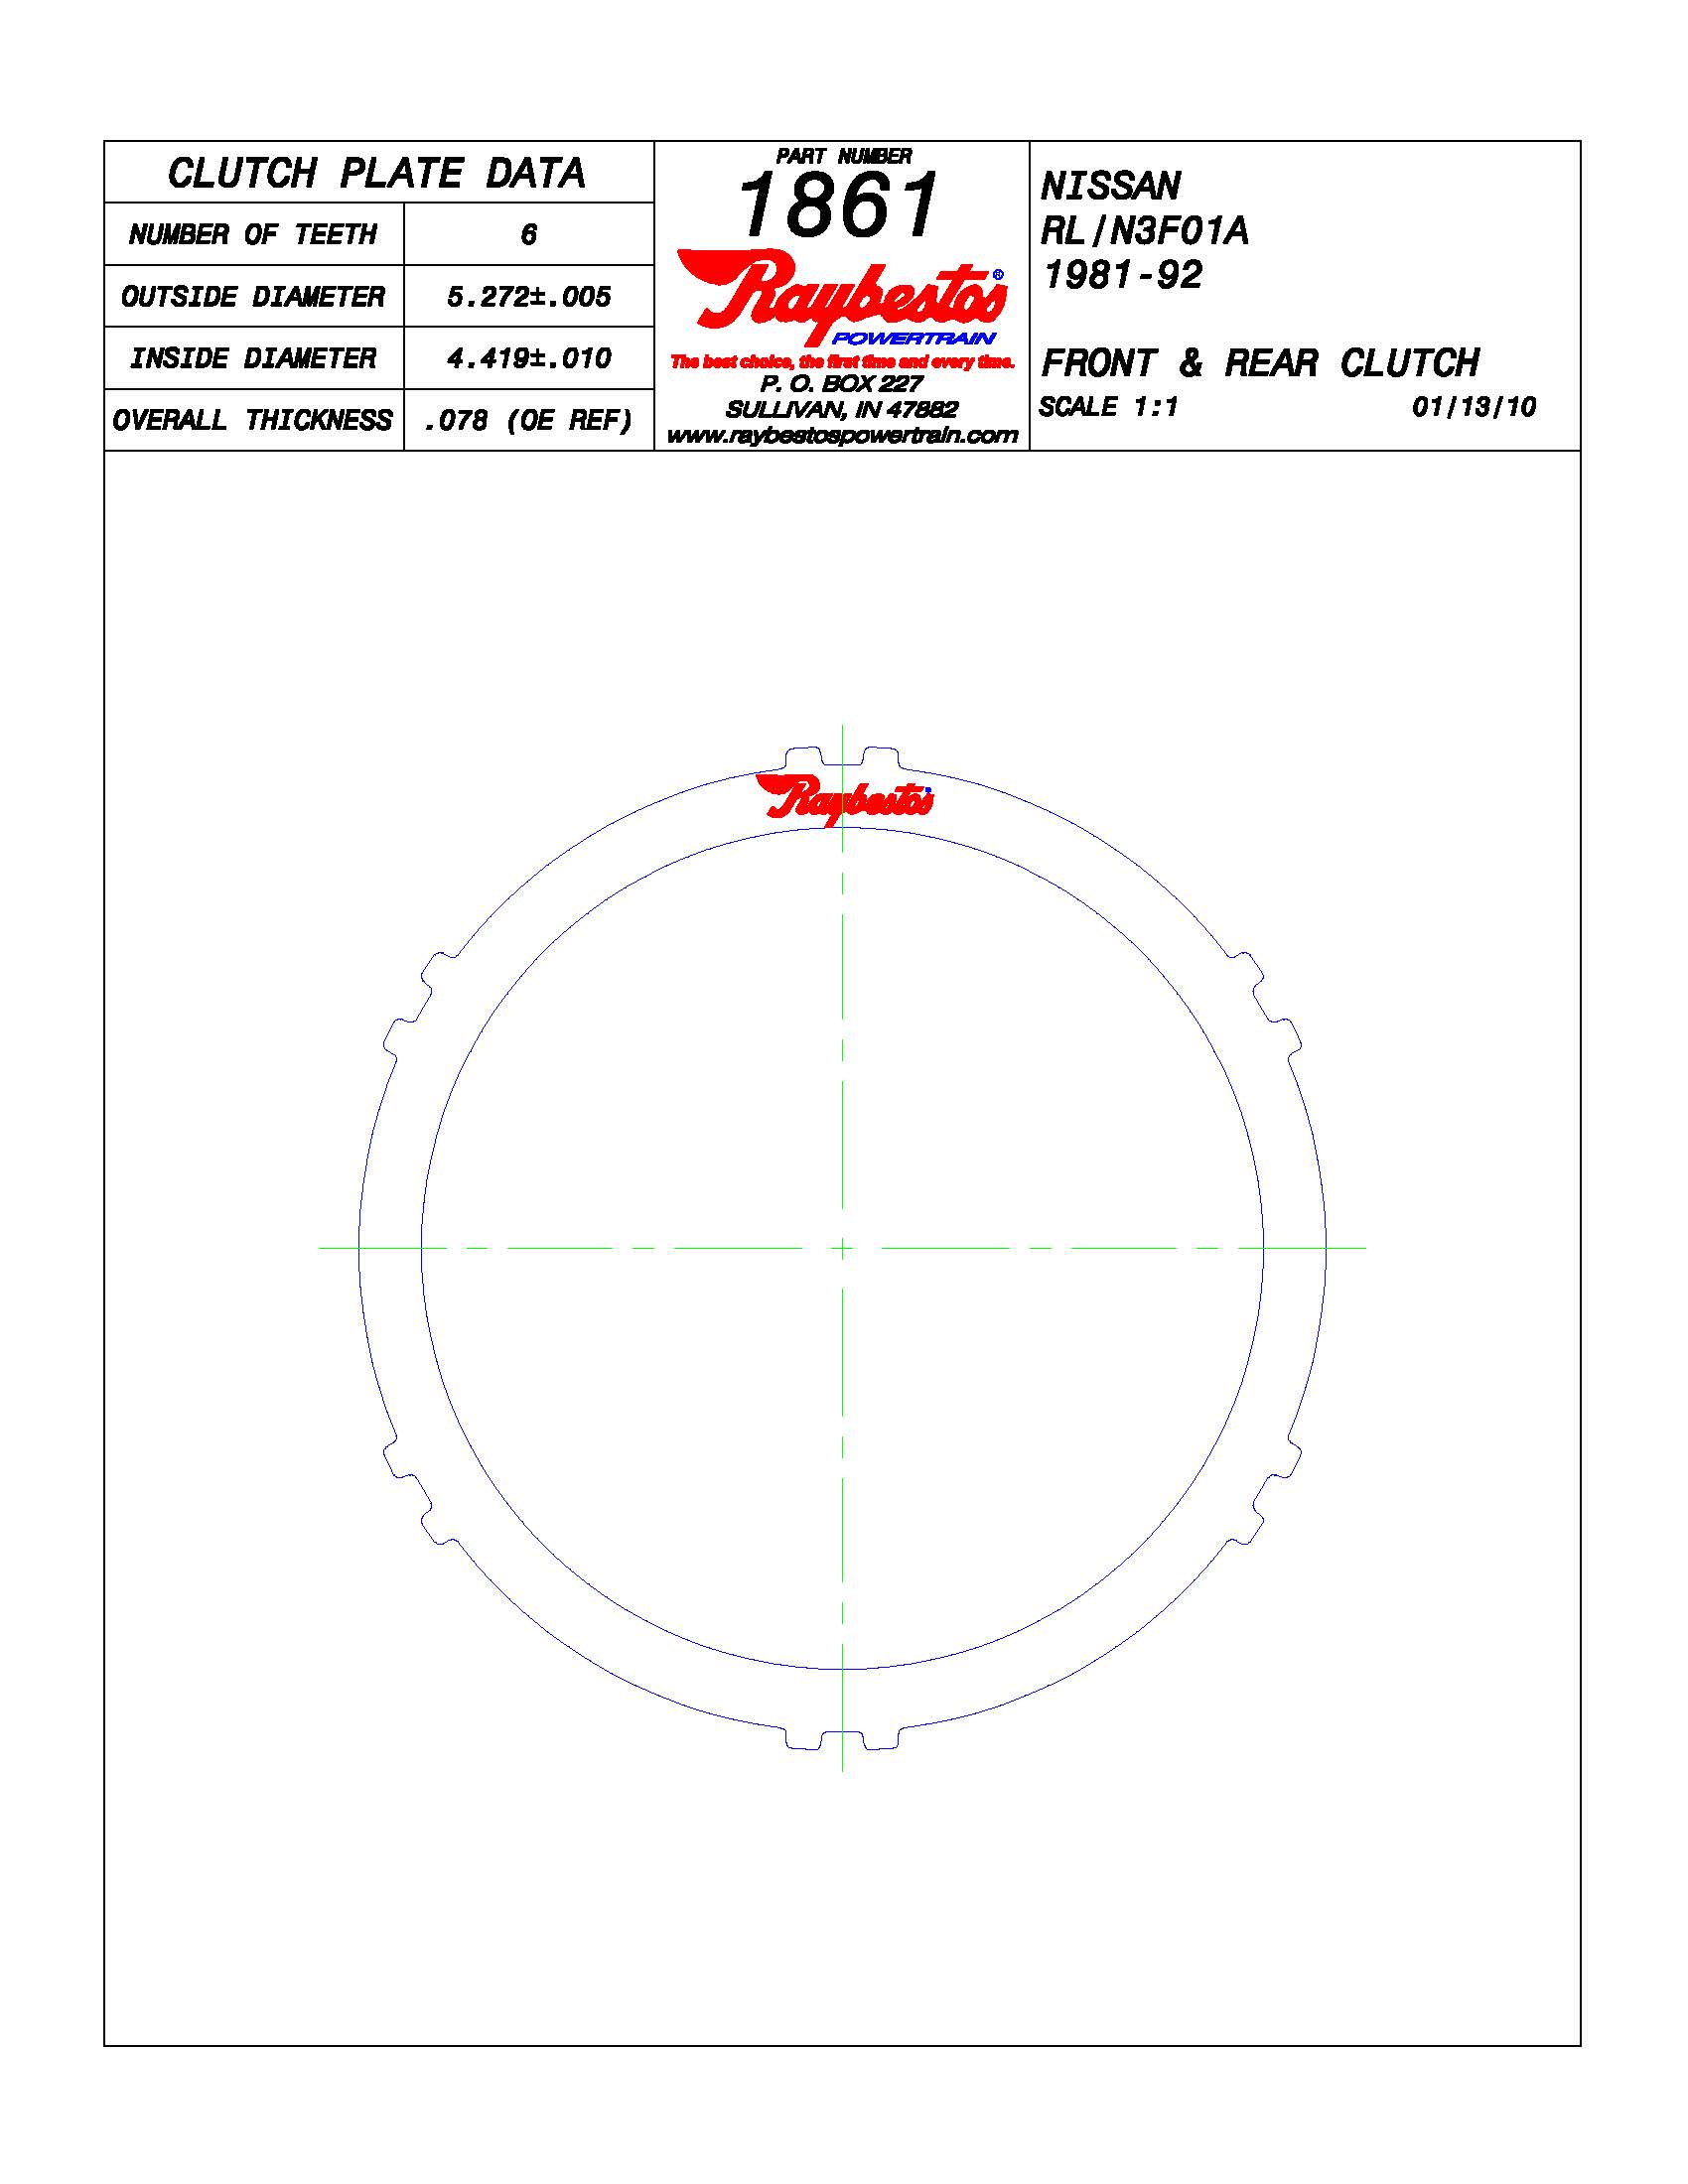 CLUTCH PLATE DATA
NUMBER OF TEETH 6
OUTSIDE DIAMETER 5.272±.005
INSIDE DIAMETER 4.419±.010
OVERALL THICKNESS .078 (OE REF)
PART NUMBER
1861
Raybestos®
POWERTRAIN
The best choice, the first time and every time.
P. O. BOX 227
SULLIVAN, IN 47882
www.raybestospowertrain.com
NISSAN
RL/N3F01A
1981-92
FRONT & REAR CLUTCH
SCALE 1:1 01/13/10
Raybestos